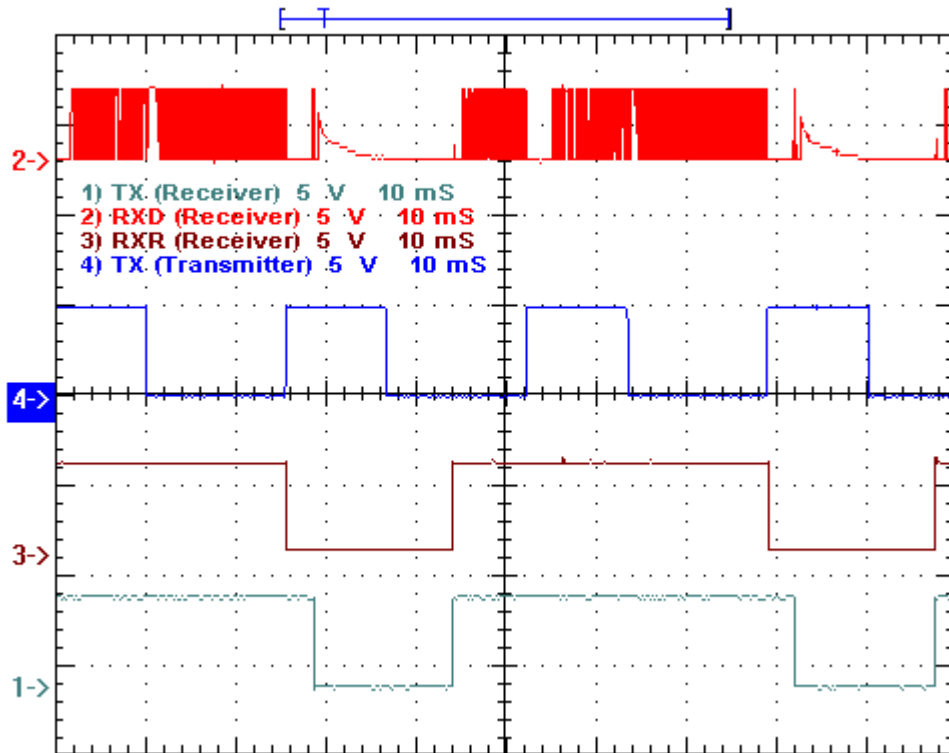 2->
1) TX (Receiver) 5 V 10 mS
2) RXD (Receiver) 5 V 10 mS
3) RXR (Receiver) 5 V 10 mS
4) TX (Transmitter) 5 V 10 mS
4->
3->
1->